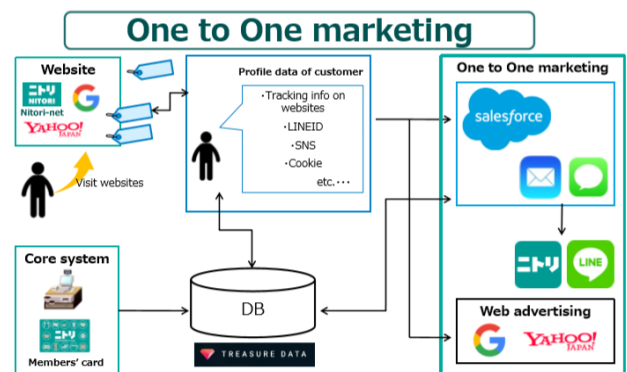 One to One marketing
Website
ニトリ
NITORI
Nitori-net
G
YAHOO!
JAPAN
Visit websites
Profile data of customer
・Tracking info on
websites
・LINEID
・SNS
・Cookie
etc.・・・
One to One marketing
salesforce
ニトリ
LINE
Web advertising
G
YAHOO!
JAPAN
Core system
ニトリ
Members' card
DB
TREASURE DATA